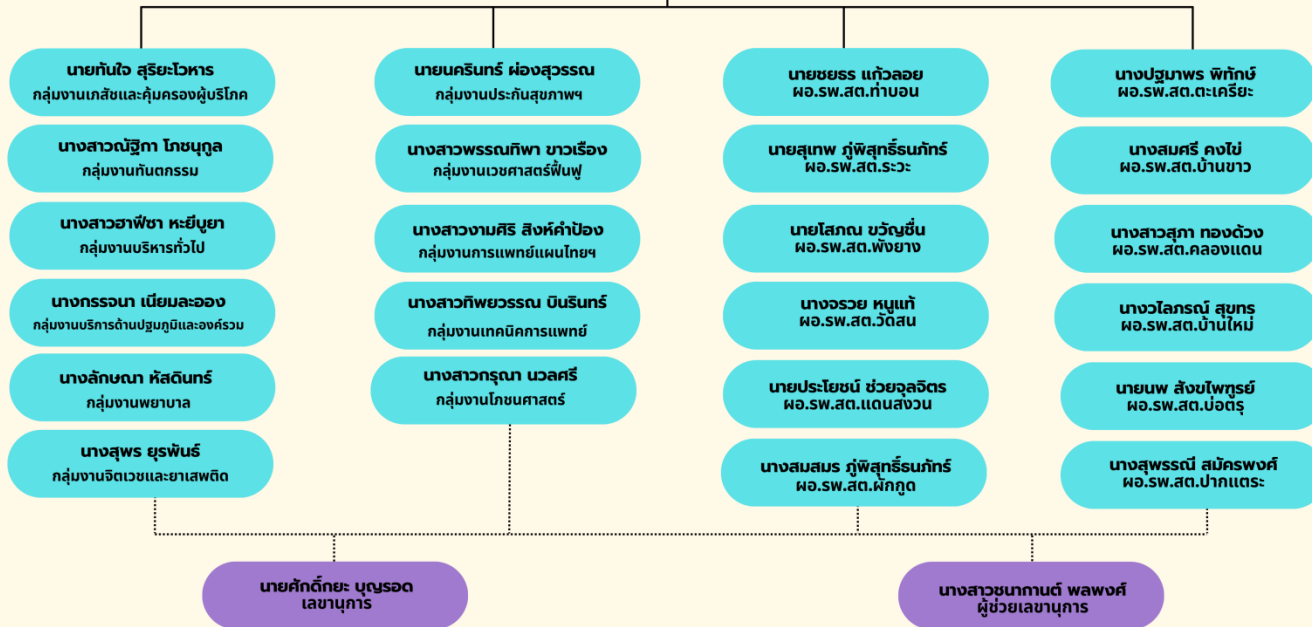 นายทันใจ สุริยะโวหาร
กลุ่มงานเภสัชและคุ้มครองผู้บริโภค
นางสาวณัฐิกา โภชนุกูล
กลุ่มงานทันตกรรม
นางสาวฮาฟีซา หะยีบูยา
กลุ่มงานบริหารทั่วไป
นางกรรจนา เนียมละออง
กลุ่มงานบริการด้านปฐมภูมิและองค์รวม
นางลักษณา หัสดินทร์
กลุ่มงานพยาบาล
นางสุพร ยุรพันธ์
กลุ่มงานจิตเวชและยาเสพติด
นายนครินทร์ ผ่องสุวรรณ
กลุ่มงานประกันสุขภาพฯ
นางสาวพรรณทิพา ขาวเรือง
กลุ่มงานเวชศาสตร์ฟื้นฟู
นางสาวงามศิริ สิงห์คำป้อง
กลุ่มงานการแพทย์แผนไทยฯ
นางสาวทิพยวรรณ บินรินทร์
กลุ่มงานเทคนิคการแพทย์
นางสาวกรุณา นวลศรี
กลุ่มงานโภชนศาสตร์
นายชยธร แก้วลอย
ผอ.รพ.สต.ท่าบอน
นายสุเทพ ภู่พิสุทธิ์ธนภัทร์
ผอ.รพ.สต.ระวะ
นายโสภณ ขวัญชื่น
ผอ.รพ.สต.พังยาง
นางจรวย หนูแท้
ผอ.รพ.สต.วัดสน
นายประโยชน์ ช่วยจุลจิตร
ผอ.รพ.สต.แดนสงวน
นางสมสมร ภู่พิสุทธิ์ธนภัทร์
ผอ.รพ.สต.ผักกูด
นางปฐมาพร พิทักษ์
ผอ.รพ.สต.ตะเครียะ
นางสมศรี คงไข่
ผอ.รพ.สต.บ้านขาว
นางสาวสุภา ทองด้วง
ผอ.รพ.สต.คลองแดน
นางวไลภรณ์ สุขทร
ผอ.รพ.สต.บ้านใหม่
นายนพ สังขไพฑูรย์
ผอ.รพ.สต.บ่อตรุ
นางสุพรรณี สมัครพงศ์
ผอ.รพ.สต.ปากแตระ
นายศักดิ์กยะ บุญรอด
เลขานุการ
นางสาวชนากานต์ พลพงศ์
ผู้ช่วยเลขานุการ